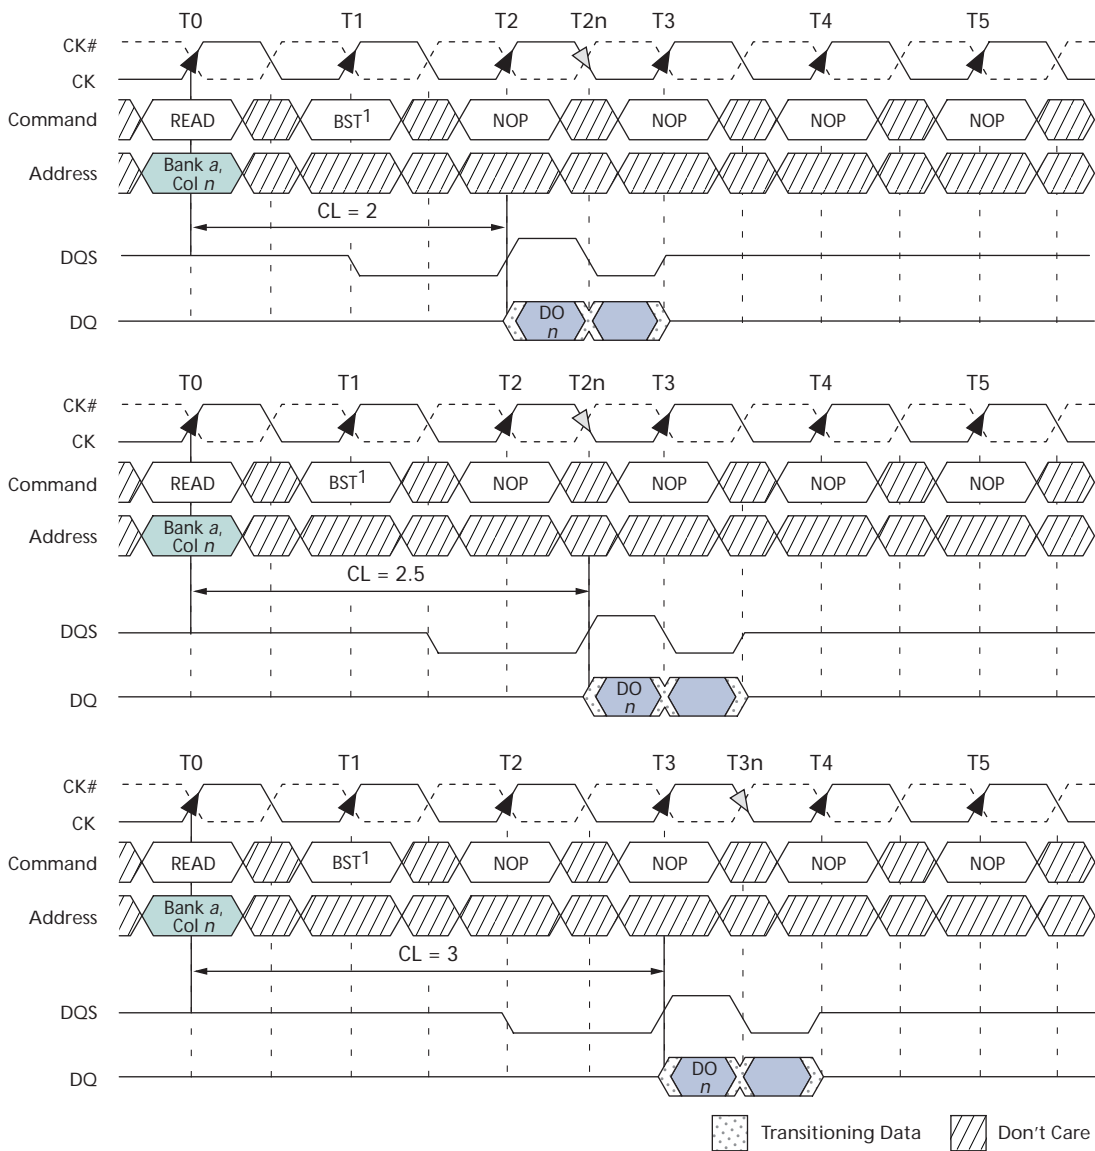 T0 T1 T2 T2n T3 T4 T5
CK#
CK
Command READ BST1 NOP NOP NOP NOP
Address Bank a,
Col n
CL = 2
DQS
DQ DO
n
T0 T1 T2 T2n T3 T4 T5
CK#
CK
Command READ BST1 NOP NOP NOP NOP
Address Bank a,
Col n
CL = 2.5
DQS
DQ DO
n
T0 T1 T2 T3 T3n T4 T5
CK#
CK
Command READ BST1 NOP NOP NOP NOP
Address Bank a,
Col n
CL = 3
DQS
DQ DO
n
Transitioning Data Don't Care